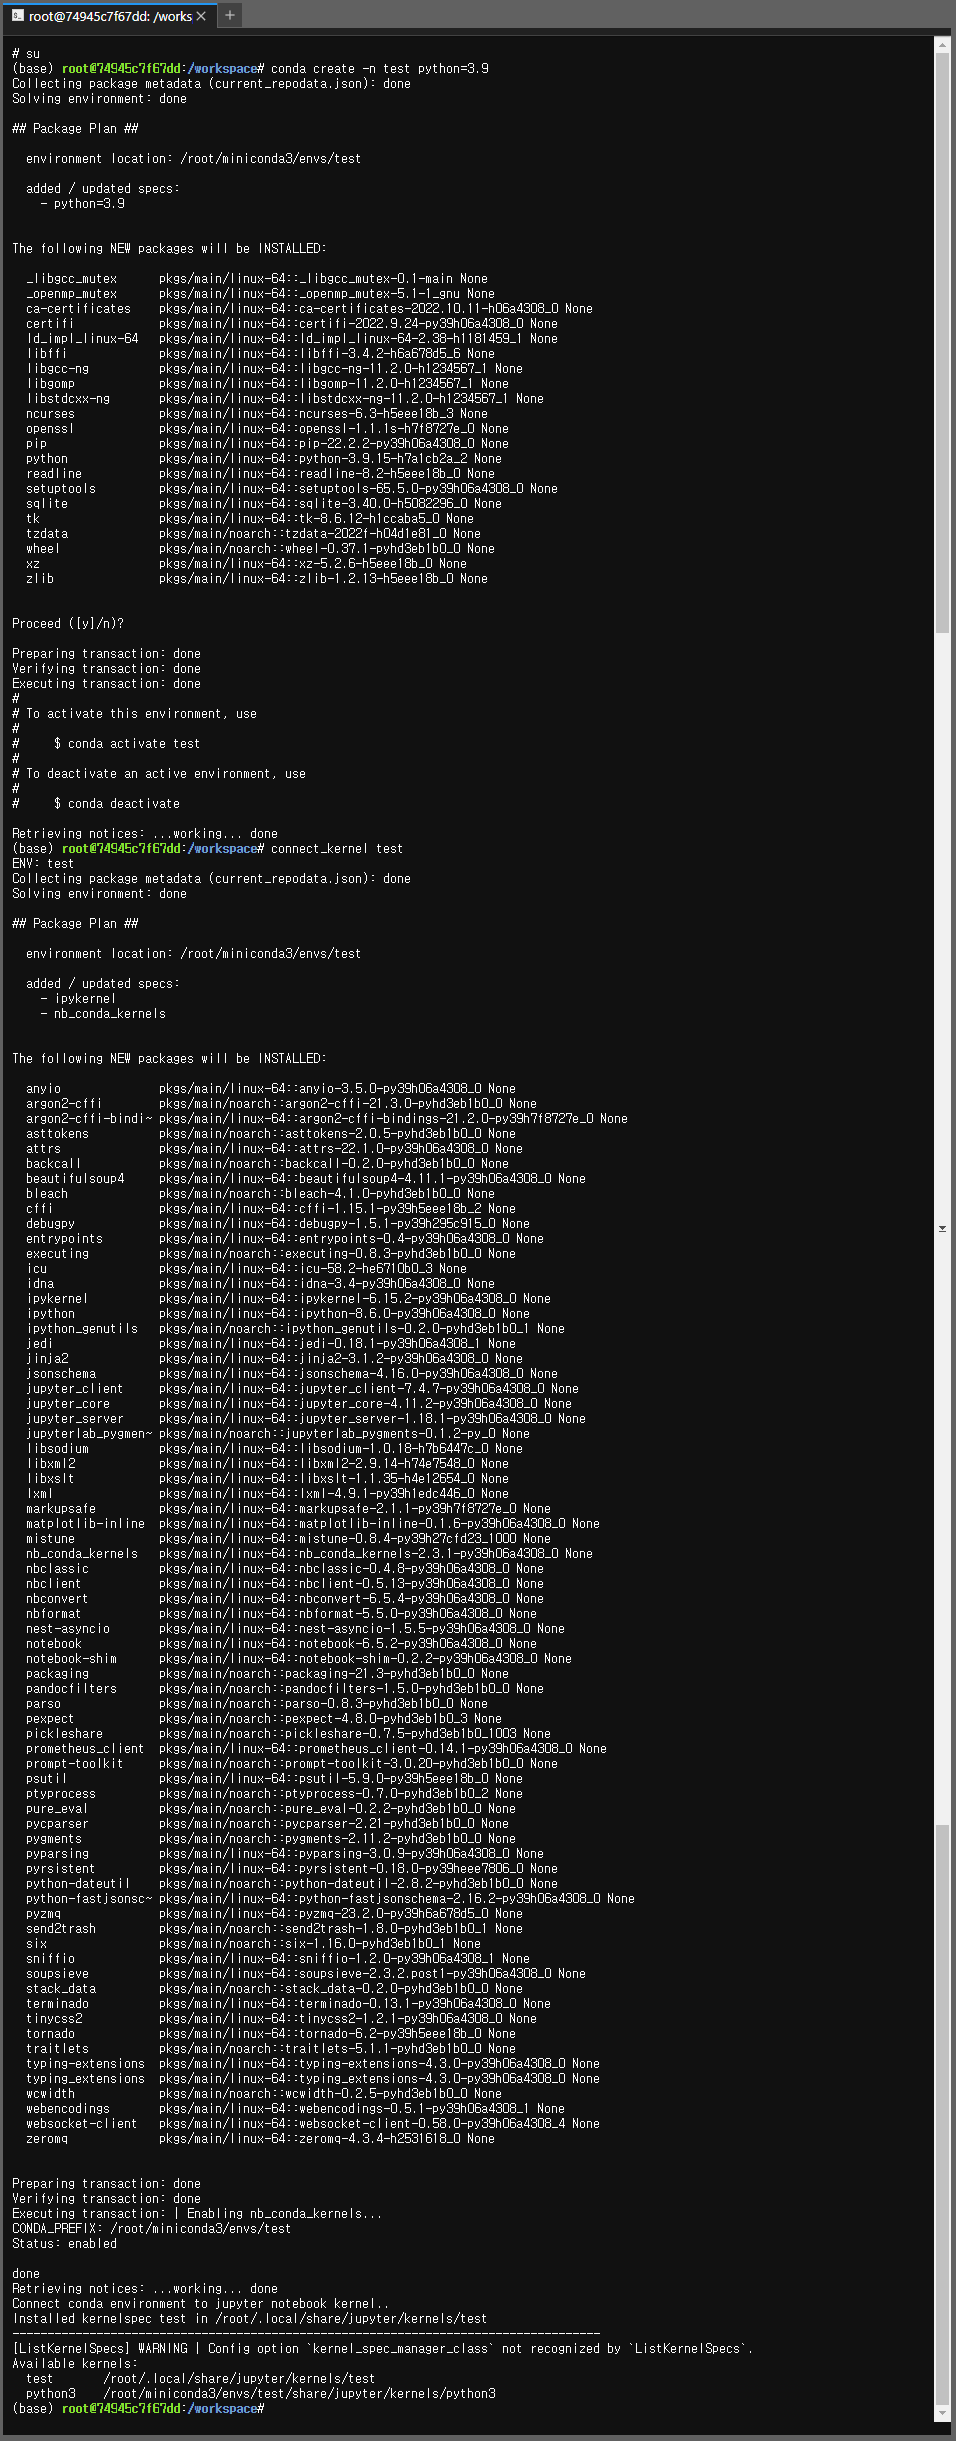 root@74945c7f67dd: /works
# su
(base) root@74945c7f67dd:/workspace# conda create -n test python=3.9
Collecting package metadata (current_repodata.json): done
Solving environment: done
## Package Plan ##
environment location: /root/miniconda3/envs/test
added / updated specs:
- python=3.9
The following NEW packages will be INSTALLED:
_libgcc_mutex pkgs/main/linux-64::_libgcc_mutex-0.1-main None
_openmp_mutex pkgs/main/linux-64::_openmp_mutex-5.1-1_gnu None
ca-certificates pkgs/main/linux-64::ca-certificates-2022.10.11-h06a4308_0 None
certifi pkgs/main/linux-64::certifi-2022.9.24-py39h06a4308_0 None
ld_impl_linux-64 pkgs/main/linux-64::ld_impl_linux-64-2.38-h1181459_1 None
libffi pkgs/main/linux-64::libffi-3.4.2-h6a678d5_6 None
libgcc-ng pkgs/main/linux-64::libgcc-ng-11.2.0-h1234567_1 None
libgomp pkgs/main/linux-64::libgomp-11.2.0-h1234567_1 None
libstdcxx-ng pkgs/main/linux-64::libstdcxx-ng-11.2.0-h1234567_1 None
ncurses pkgs/main/linux-64::ncurses-6.3-h5eee18b_3 None
openssl pkgs/main/linux-64::openssl-1.1.1s-h7f8727e_0 None
pip pkgs/main/linux-64::pip-22.2.2-py39h06a4308_0 None
python pkgs/main/linux-64::python-3.9.15-h7a1cb2a_2 None
readline pkgs/main/linux-64::readline-8.2-h5eee18b_0 None
setuptools pkgs/main/linux-64::setuptools-65.5.0-py39h06a4308_0 None
sqlite pkgs/main/linux-64::sqlite-3.40.0-h5082296_0 None
tk pkgs/main/linux-64::tk-8.6.12-h1ccaba5_0 None
tzdata pkgs/main/noarch::tzdata-2022f-h04d1e81_0 None
wheel pkgs/main/noarch::wheel-0.37.1-pyhd3eb1b0_0 None
xz pkgs/main/linux-64::xz-5.2.6-h5eee18b_0 None
zlib pkgs/main/linux-64::zlib-1.2.13-h5eee18b_0 None
Proceed ([y]/n)?
Preparing transaction: done
Verifying transaction: done
Executing transaction: done
#
# To activate this environment, use
#
# $ conda activate test
#
# To deactivate an active environment, use
#
# $ conda deactivate
Retrieving notices: ...working... done
(base) root@74945c7f67dd:/workspace# connect_kernel test
ENV: test
Collecting package metadata (current_repodata.json): done
Solving environment: done
## Package Plan ##
environment location: /root/miniconda3/envs/test
added / updated specs:
- ipykernel
- nb_conda_kernels
The following NEW packages will be INSTALLED:
anyio pkgs/main/linux-64::anyio-3.5.0-py39h06a4308_0 None
argon2-cffi pkgs/main/noarch::argon2-cffi-21.3.0-pyhd3eb1b0_0 None
argon2-cffi-bindi~ pkgs/main/linux-64::argon2-cffi-bindings-21.2.0-py39h7f8727e_0 None
asttokens pkgs/main/noarch::asttokens-2.0.5-pyhd3eb1b0_0 None
attrs pkgs/main/linux-64::attrs-22.1.0-py39h06a4308_0 None
backcall pkgs/main/noarch::backcall-0.2.0-pyhd3eb1b0_0 None
beautifulsoup4 pkgs/main/linux-64::beautifulsoup4-4.11.1-py39h06a4308_0 None
bleach pkgs/main/noarch::bleach-4.1.0-pyhd3eb1b0_0 None
cffi pkgs/main/linux-64::cffi-1.15.1-py39h5eee18b_2 None
debugpy pkgs/main/linux-64::debugpy-1.5.1-py39h295c915_0 None
entrypoints pkgs/main/linux-64::entrypoints-0.4-py39h06a4308_0 None
executing pkgs/main/noarch::executing-0.8.3-pyhd3eb1b0_0 None
icu pkgs/main/linux-64::icu-58.2-he6710b0_3 None
idna pkgs/main/linux-64::idna-3.4-py39h06a4308_0 None
ipykernel pkgs/main/linux-64::ipykernel-6.15.2-py39h06a4308_0 None
ipython pkgs/main/linux-64::ipython-8.6.0-py39h06a4308_0 None
ipython_genutils pkgs/main/noarch::ipython_genutils-0.2.0-pyhd3eb1b0_1 None
jedi pkgs/main/linux-64::jedi-0.18.1-py39h06a4308_1 None
jinja2 pkgs/main/linux-64::jinja2-3.1.2-py39h06a4308_0 None
jsonschema pkgs/main/linux-64::jsonschema-4.16.0-py39h06a4308_0 None
jupyter_client pkgs/main/linux-64::jupyter_client-7.4.7-py39h06a4308_0 None
jupyter_core pkgs/main/linux-64::jupyter_core-4.11.2-py39h06a4308_0 None
jupyter_server pkgs/main/linux-64::jupyter_server-1.18.1-py39h06a4308_0 None
jupyterlab_pygmen~ pkgs/main/noarch::jupyterlab_pygments-0.1.2-py_0 None
libsodium pkgs/main/linux-64::libsodium-1.0.18-h7b6447c_0 None
libxml2 pkgs/main/linux-64::libxml2-2.9.14-h74e7548_0 None
libxslt pkgs/main/linux-64::libxslt-1.1.35-h4e12654_0 None
lxml pkgs/main/linux-64::lxml-4.9.1-py39h1edc446_0 None
markupsafe pkgs/main/linux-64::markupsafe-2.1.1-py39h7f8727e_0 None
matplotlib-inline pkgs/main/linux-64::matplotlib-inline-0.1.6-py39h06a4308_0 None
mistune pkgs/main/linux-64::mistune-0.8.4-py39h27cfd23_1000 None
nb_conda_kernels pkgs/main/linux-64::nb_conda_kernels-2.3.1-py39h06a4308_0 None
nbclassic pkgs/main/linux-64::nbclassic-0.4.8-py39h06a4308_0 None
nbclient pkgs/main/linux-64::nbclient-0.5.13-py39h06a4308_0 None
nbconvert pkgs/main/linux-64::nbconvert-6.5.4-py39h06a4308_0 None
nbformat pkgs/main/linux-64::nbformat-5.5.0-py39h06a4308_0 None
nest-asyncio pkgs/main/linux-64::nest-asyncio-1.5.5-py39h06a4308_0 None
notebook pkgs/main/linux-64::notebook-6.5.2-py39h06a4308_0 None
notebook-shim pkgs/main/linux-64::notebook-shim-0.2.2-py39h06a4308_0 None
packaging pkgs/main/noarch::packaging-21.3-pyhd3eb1b0_0 None
pandocfilters pkgs/main/noarch::pandocfilters-1.5.0-pyhd3eb1b0_0 None
parso pkgs/main/noarch::parso-0.8.3-pyhd3eb1b0_0 None
pexpect pkgs/main/noarch::pexpect-4.8.0-pyhd3eb1b0_3 None
pickleshare pkgs/main/noarch::pickleshare-0.7.5-pyhd3eb1b0_1003 None
prometheus_client pkgs/main/linux-64::prometheus_client-0.14.1-py39h06a4308_0 None
prompt-toolkit pkgs/main/noarch::prompt-toolkit-3.0.20-pyhd3eb1b0_0 None
psutil pkgs/main/linux-64::psutil-5.9.0-py39h5eee18b_0 None
ptyprocess pkgs/main/noarch::ptyprocess-0.7.0-pyhd3eb1b0_2 None
pure_eval pkgs/main/noarch::pure_eval-0.2.2-pyhd3eb1b0_0 None
pycparser pkgs/main/noarch::pycparser-2.21-pyhd3eb1b0_0 None
pygments pkgs/main/noarch::pygments-2.11.2-pyhd3eb1b0_0 None
pyparsing pkgs/main/linux-64::pyparsing-3.0.9-py39h06a4308_0 None
pyrsistent pkgs/main/linux-64::pyrsistent-0.18.0-py39heee7806_0 None
python-dateutil pkgs/main/noarch::python-dateutil-2.8.2-pyhd3eb1b0_0 None
python-fastjsonsc~ pkgs/main/linux-64::python-fastjsonschema-2.16.2-py39h06a4308_0 None
pyzmq pkgs/main/linux-64::pyzmq-23.2.0-py39h6a678d5_0 None
send2trash pkgs/main/noarch::send2trash-1.8.0-pyhd3eb1b0_1 None
six pkgs/main/noarch::six-1.16.0-pyhd3eb1b0_1 None
sniffio pkgs/main/linux-64::sniffio-1.2.0-py39h06a4308_1 None
soupsieve pkgs/main/linux-64::soupsieve-2.3.2.post1-py39h06a4308_0 None
stack_data pkgs/main/noarch::stack_data-0.2.0-pyhd3eb1b0_0 None
terminado pkgs/main/linux-64::terminado-0.13.1-py39h06a4308_0 None
tinycss2 pkgs/main/linux-64::tinycss2-1.2.1-py39h06a4308_0 None
tornado pkgs/main/linux-64::tornado-6.2-py39h5eee18b_0 None
traitlets pkgs/main/noarch::traitlets-5.1.1-pyhd3eb1b0_0 None
typing-extensions pkgs/main/linux-64::typing-extensions-4.3.0-py39h06a4308_0 None
typing_extensions pkgs/main/linux-64::typing_extensions-4.3.0-py39h06a4308_0 None
wcwidth pkgs/main/noarch::wcwidth-0.2.5-pyhd3eb1b0_0 None
webencodings pkgs/main/linux-64::webencodings-0.5.1-py39h06a4308_1 None
websocket-client pkgs/main/linux-64::websocket-client-0.58.0-py39h06a4308_4 None
zeromq pkgs/main/linux-64::zeromq-4.3.4-h2531618_0 None
Preparing transaction: done
Verifying transaction: done
Executing transaction: | Enabling nb_conda_kernels...
CONDA_PREFIX: /root/miniconda3/envs/test
Status: enabled
done
Retrieving notices: ...working... done
Connect conda environment to jupyter notebook kernel..
Installed kernelspec test in /root/.local/share/jupyter/kernels/test
------------------------------------------------------------------------------------
[ListKernelSpecs] WARNING | Config option `kernel_spec_manager_class` not recognized by `ListKernelSpecs`.
Available kernels:
test /root/.local/share/jupyter/kernels/test
python3 /root/miniconda3/envs/test/share/jupyter/kernels/python3
(base) root@74945c7f67dd:/workspace#